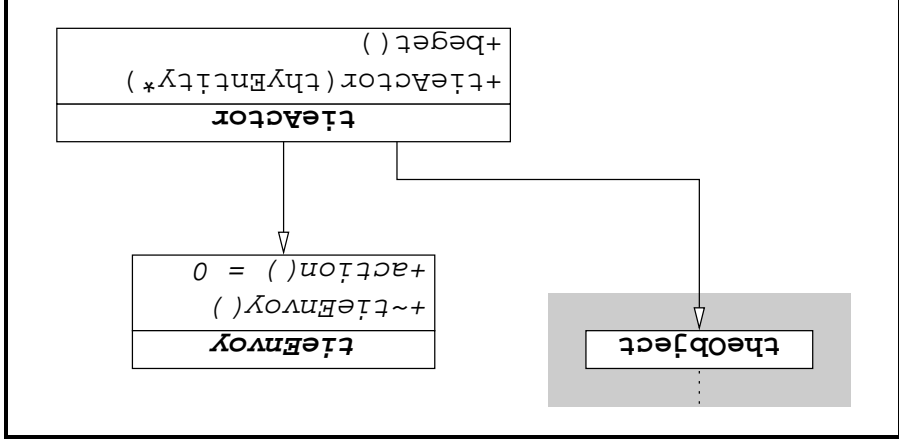 theObject
tieEnvoy
+~tieEnvoy()
+action() = 0
tieActor
+tieActor(thyEntity*)
+beget()